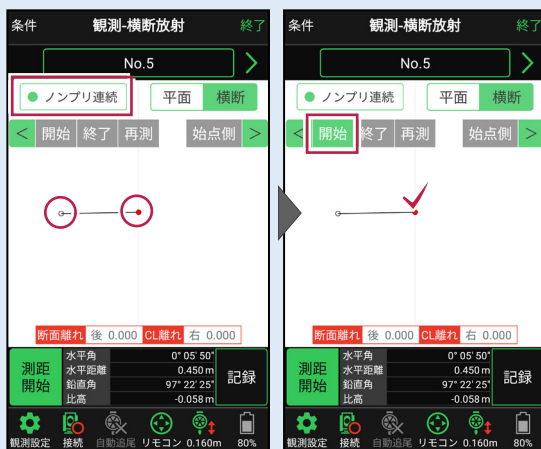 条件 観測-横断放射 終了
No.5
ノンプリ連続 平面 横断
< 開始 終了 再測 始点側 >
断面離れ 後 0.000 CL離れ 右 0.000
測距開始 水平角 0° 05' 50"
水平距離 0.450 m
鉛直角 97° 22' 25"
比高 -0.058 m
記録
観測設定 接続 自動追尾 リモコン 0.160m 80%
条件 観測-横断放射 終了
No.5
ノンプリ連続 平面 横断
< 開始 終了 再測 始点側 >
断面離れ 後 0.000 CL離れ 右 0.000
測距開始 水平角 0° 05' 50"
水平距離 0.450 m
鉛直角 97° 22' 25"
比高 -0.058 m
記録
観測設定 接続 自動追尾 リモコン 0.160m 80%